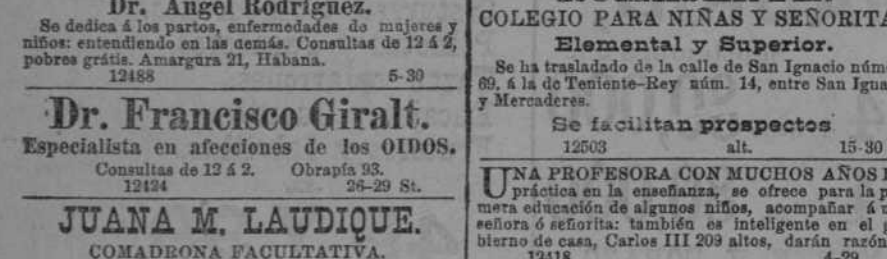 Dr. Angel Rodriguez.
Se dedica á los partos, enfermedades de mujeres y
niños: entendiendo en las demás. Consultas de 12 á 2,
pobres grátis. Amargura 21, Habana.
12488 5-30
Dr. Francisco Giralt.
Especialista en afecciones de los OIDOS.
Consultas de 12 á 2. Obrapía 93.
12424 26-29 St.
JUANA M. LAUDIQUE.
COMADRONA FACULTATIVA.
COLEGIO PARA NIÑAS Y SEÑORITA
Elemental y Superior.
Se ha trasladado de la calle de San Ignacio núm
69, á la de Teniente-Rey núm. 14, entre San Igna
y Mercaderes.
Se facilitan prospectos
12503 alt. 15-30
UNA PROFESORA CON MUCHOS AÑOS
práctica en la enseñanza, se ofrece para la p
mera educación de algunos niños, acompañar á
señora ó señorita: también es inteligente en el g
bierno de casa, Carlos III 209 altos, darán razón
12418 4-29